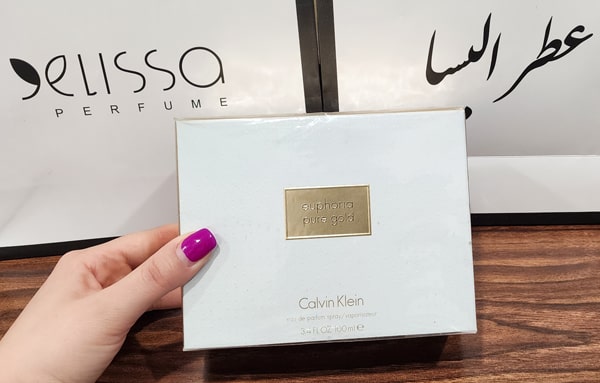 elissa
PERFUME
عطر الیسا
euphoria
pure gold
Calvin Klein
eau de parfum spray / vaporisateur
3.4 FL OZ 100 ml e